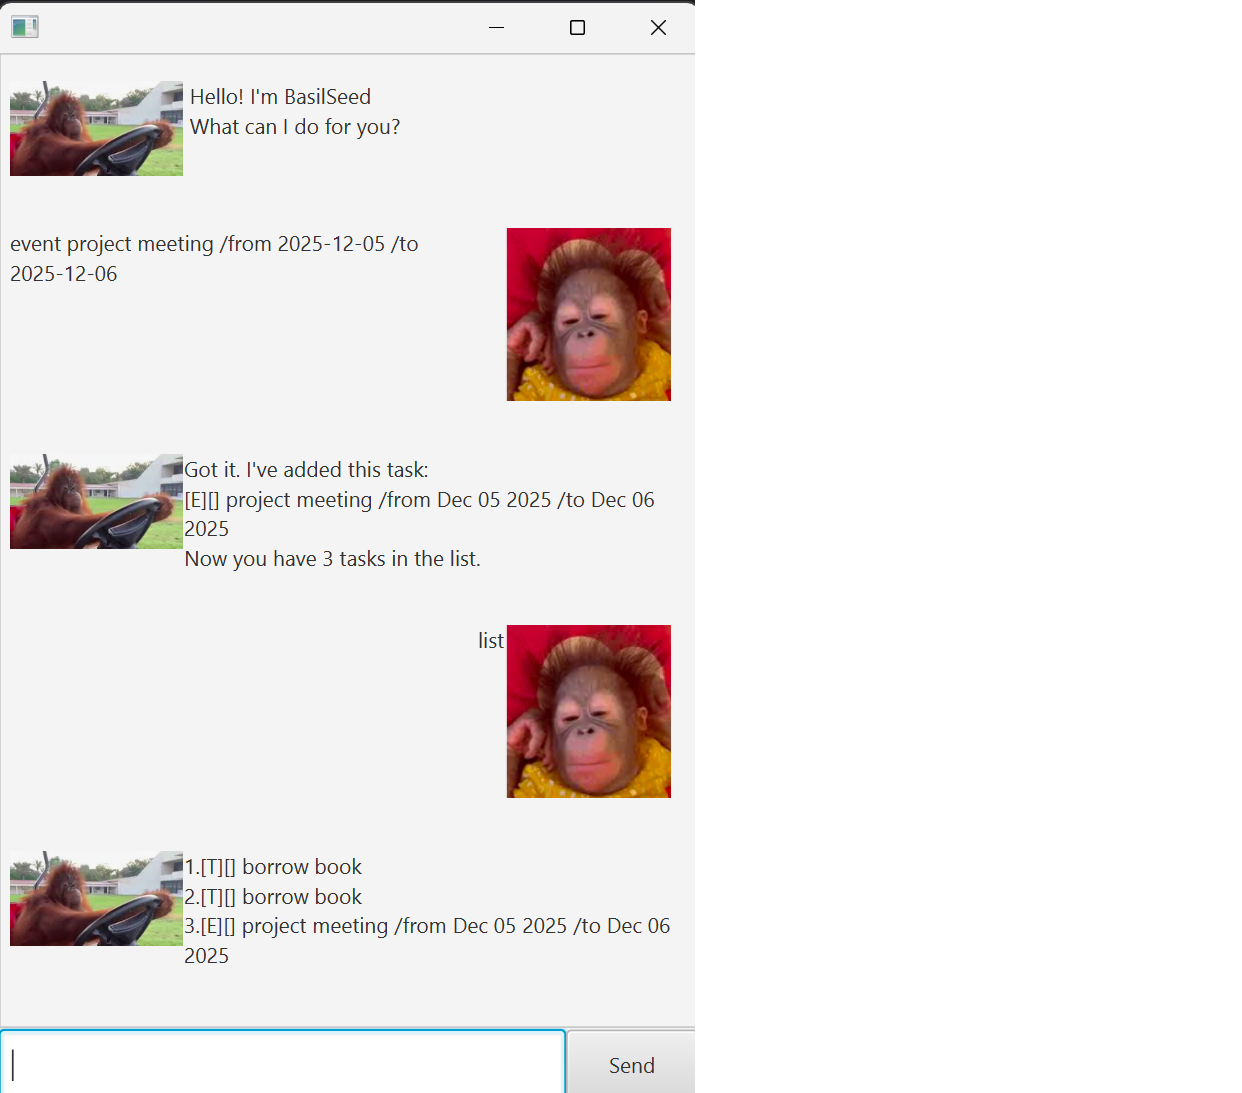 Hello! I'm BasilSeed
What can I do for you?
event project meeting /from 2025-12-05 /to
2025-12-06
Got it. I've added this task:
[E][] project meeting /from Dec 05 2025 /to Dec 06
2025
Now you have 3 tasks in the list.
list
1.[T][] borrow book
2.[T][] borrow book
3.[E][] project meeting /from Dec 05 2025 /to Dec 06
2025
Send